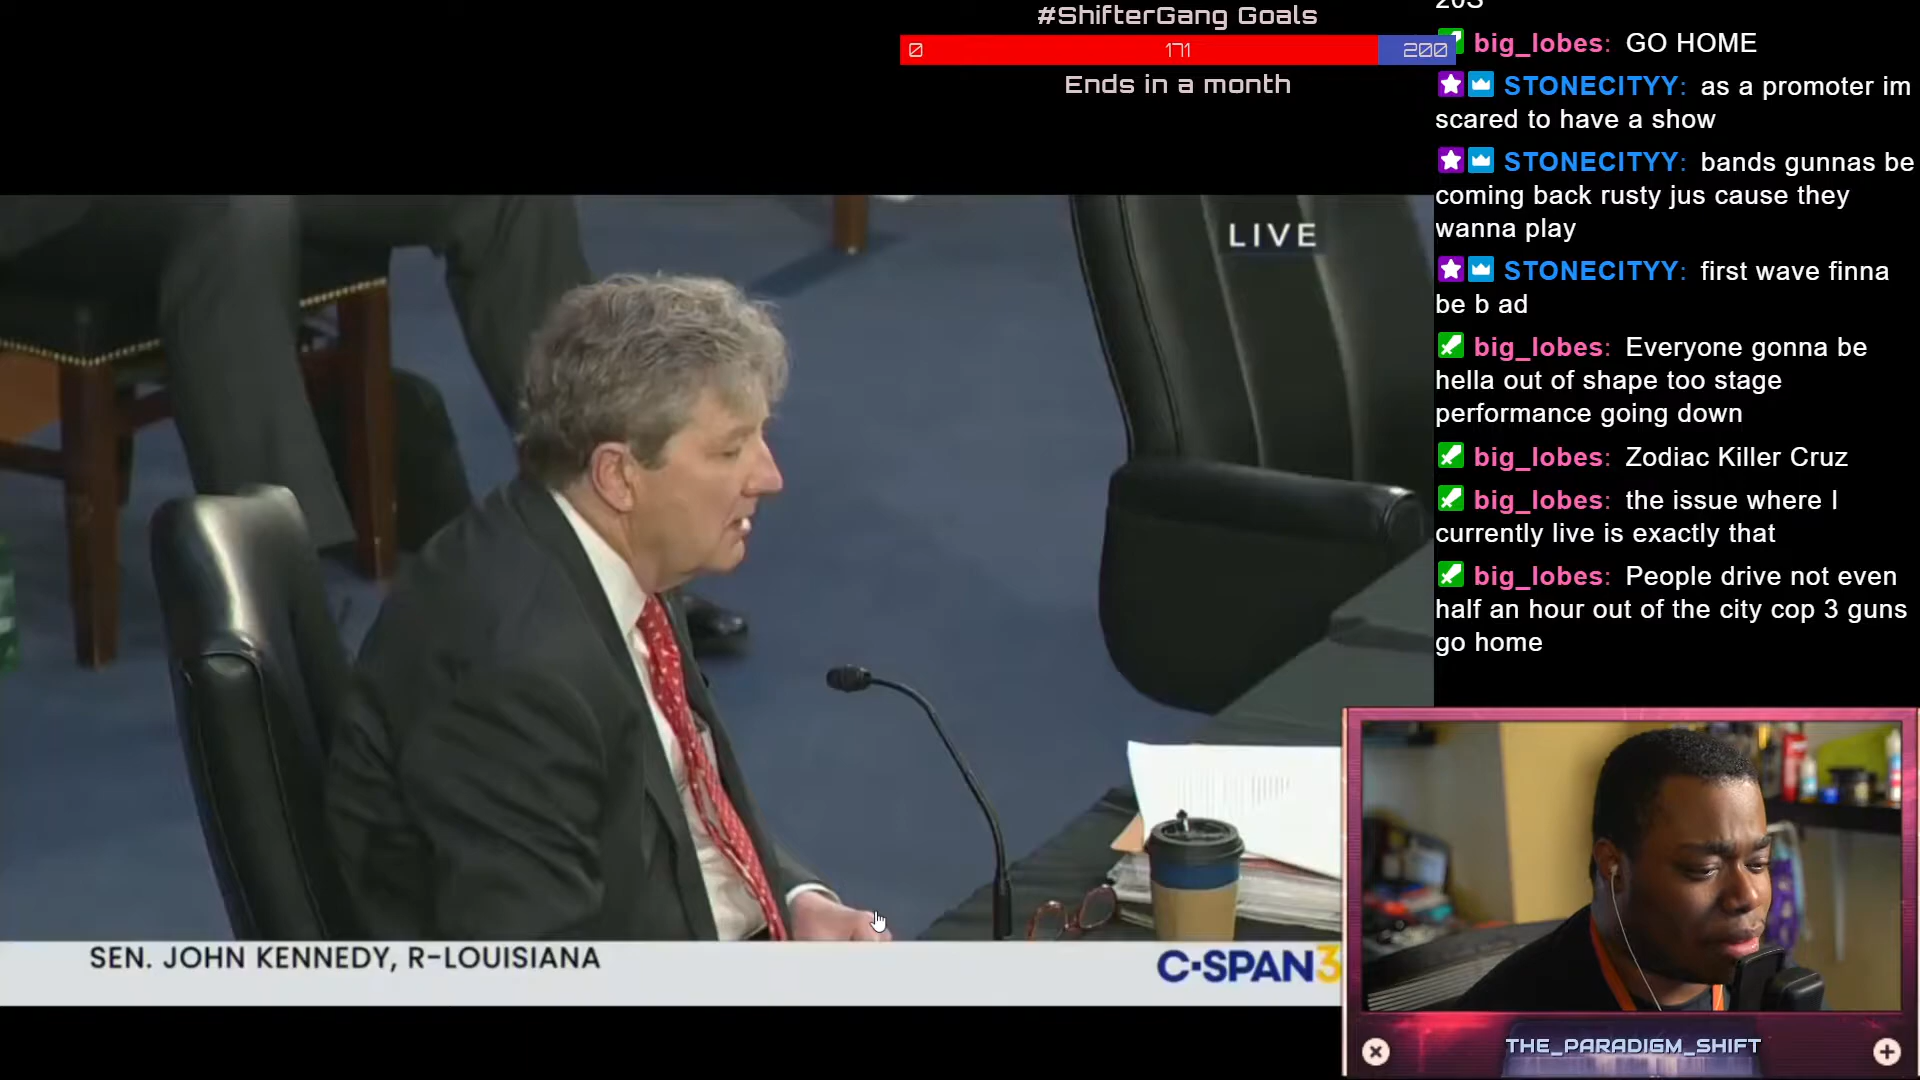 #ShifterGang Goals
0 171 200
Ends in a month
big_lobes: GO HOME
STONECITYY: as a promoter im
scared to have a show
STONECITYY: bands gunnas be
coming back rusty jus cause they
wanna play
STONECITYY: first wave finna
be b ad
big_lobes: Everyone gonna be
hella out of shape too stage
performance going down
big_lobes: Zodiac Killer Cruz
big_lobes: the issue where I
currently live is exactly that
big_lobes: People drive not even
half an hour out of the city cop 3 guns
go home
LIVE
SEN. JOHN KENNEDY, R-LOUISIANA
C-SPAN3
THE_PARADIGM_SHIFT